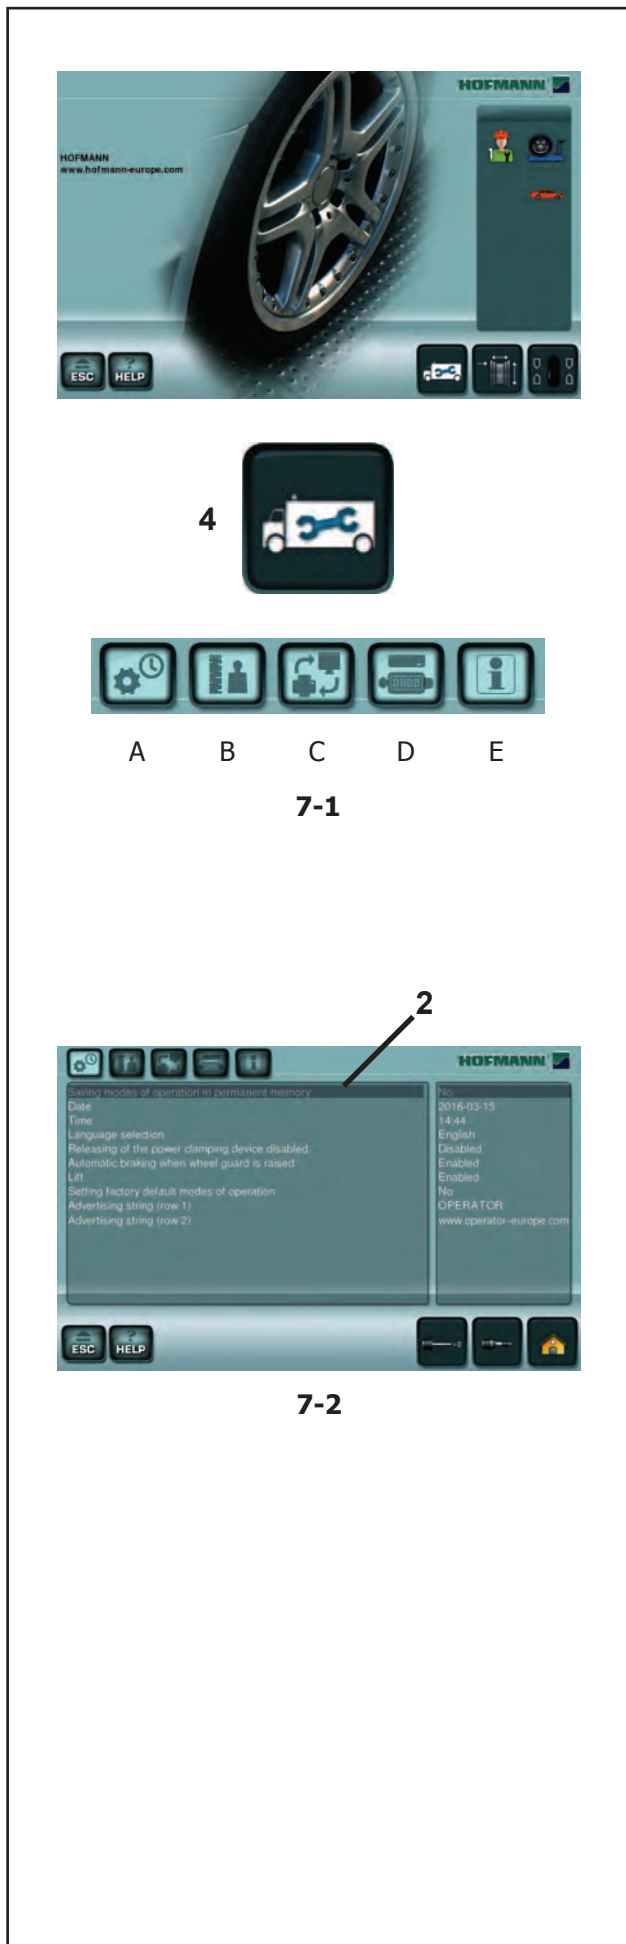 HOFMANN
HOFMANN
www.hofmann-europe.com
1
ESC
?
HELP
4
0000
i
A B C D E
7-1
2
i
HOFMANN
Saving modes of operation in permanent memory No
Date 2016-03-15
Time 14:44
Language selection English
Releasing of the power clamping device disabled Disabled
Automatic braking when wheel guard is raised Enabled
Lift Enabled
Setting factory default modes of operation No
Advertising string (row 1) OPERATOR
Advertising string (row 2) www.operator-europe.com
ESC
?
HELP
7-2